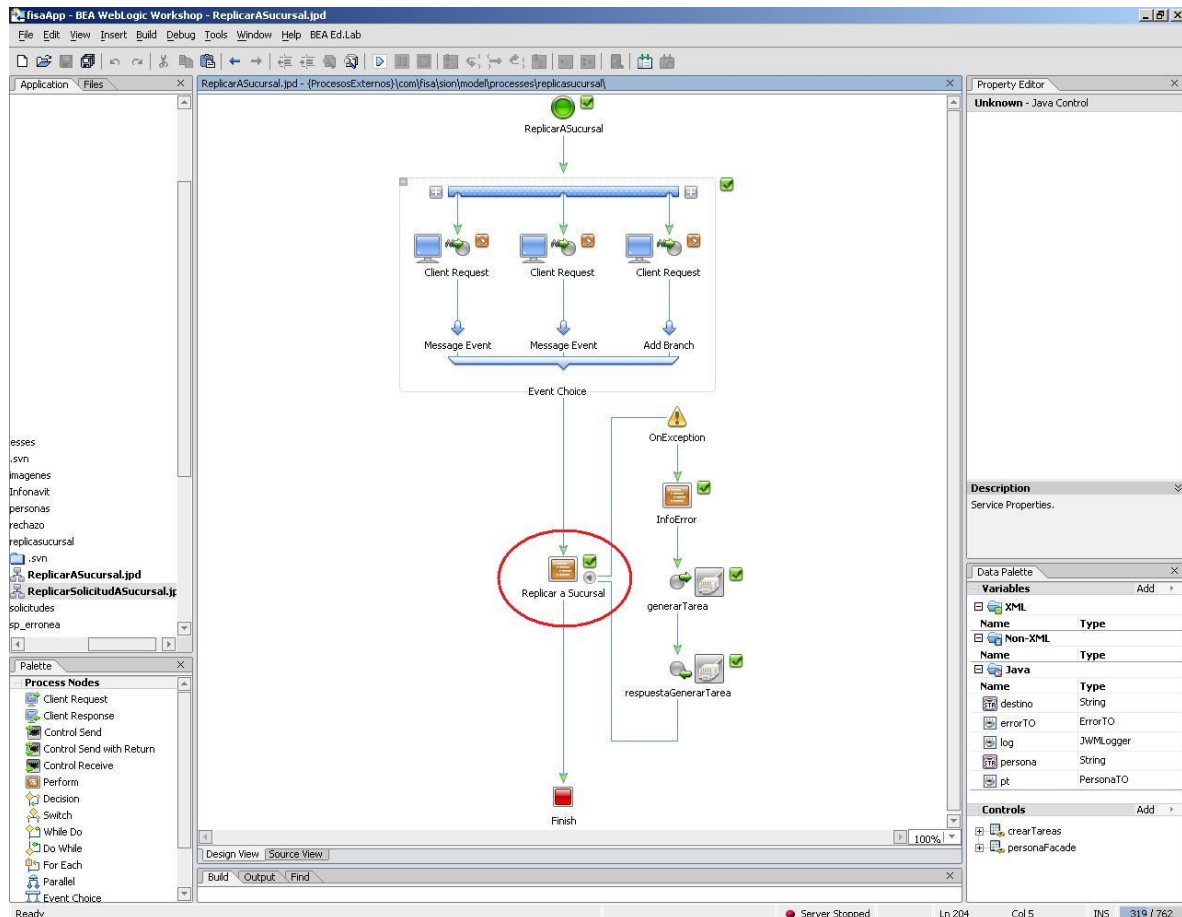 fisaApp - BEA WebLogic Workshop - ReplicarASucursal.jpd
File Edit View Insert Build Debug Tools Window Help BEA Ed.Lab
Application Files
esses
.svn
imagenes
Infonavit
personas
rechazo
replicasucursal
.svn
ReplicarASucursal.jpd
ReplicarSolicitudASucursal.jp
solicitudes
sp_erronea
Palette
Process Nodes
Client Request
Client Response
Control Send
Control Send with Return
Control Receive
Perform
Decision
Switch
While Do
Do While
For Each
Parallel
Event Choice
ReplicarASucursal.jpd - {ProcesosExternos}\com\fisa\sion\model\processes\replicasucursal\
ReplicarASucursal
Client Request Client Request Client Request
Message Event Message Event Add Branch
Event Choice
OnException
InfoError
Replicar a Sucursal
generarTarea
respuestaGenerarTarea
Finish
100%
Design View Source View
Build Output Find
Property Editor
Unknown - Java Control
Description
Service Properties.
Data Palette
Variables Add
XML
Name Type
Non-XML
Name Type
Java
Name Type
destino String
errorTO ErrorTO
log JWMLogger
persona String
pt PersonaTO
Controls Add
crearTareas
personaFacade
Ready Server Stopped Ln 204 Col 5 INS 319 / 762